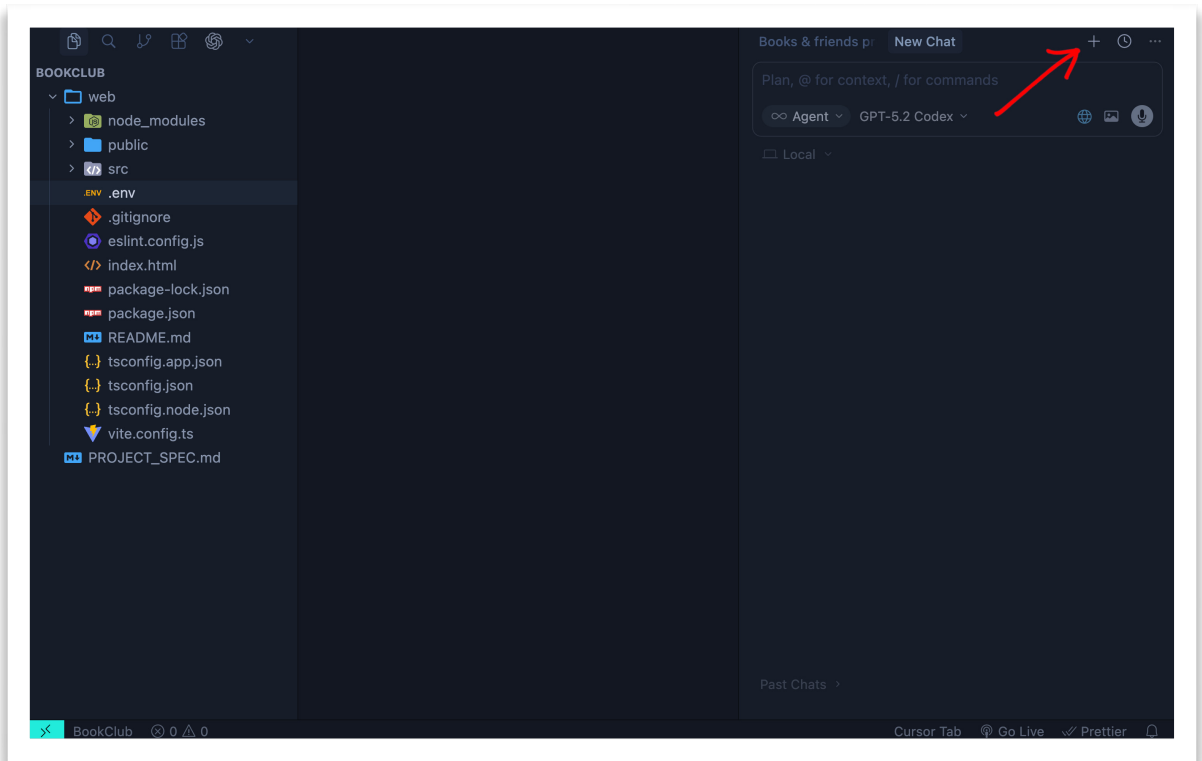 Books & friends pr
New Chat
BOOKCLUB
web
node_modules
public
src
.ENV .env
.gitignore
eslint.config.js
index.html
npm package-lock.json
npm package.json
README.md
{..} tsconfig.app.json
{..} tsconfig.json
{..} tsconfig.node.json
vite.config.ts
PROJECT_SPEC.md
Plan, @ for context, / for commands
Agent GPT-5.2 Codex
Local
Past Chats
BookClub 0 0
Cursor Tab Go Live Prettier